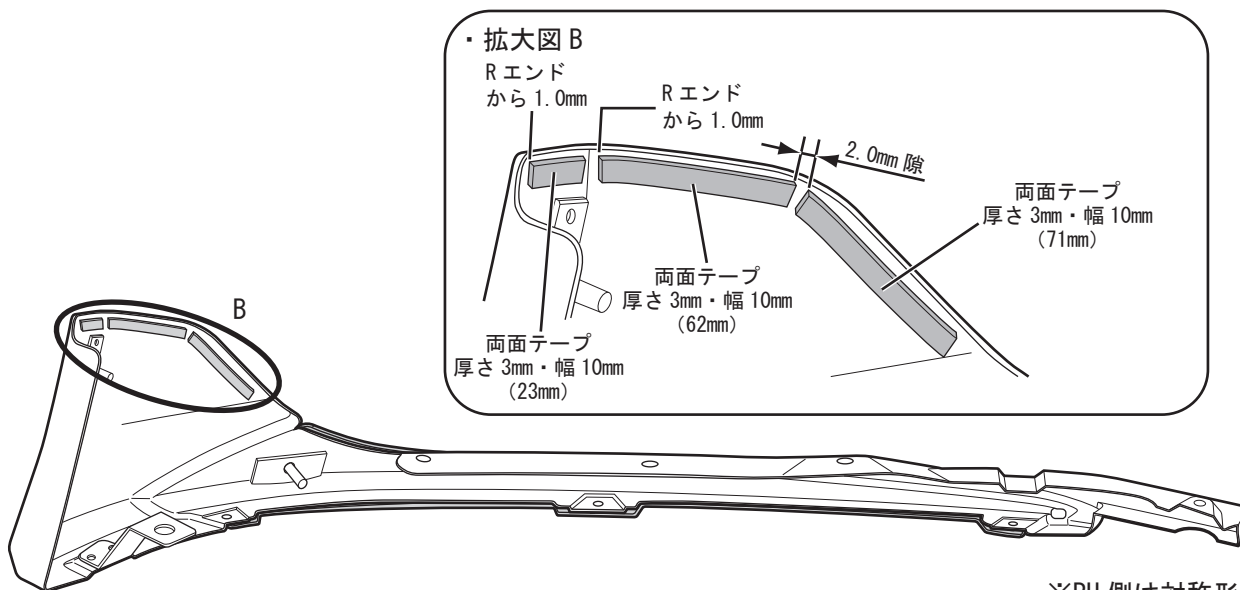 ・拡大図 B
R エンド
から 1.0mm
R エンド
から 1.0mm
2.0mm 隙
両面テープ
厚さ 3mm・幅 10mm
(71mm)
両面テープ
厚さ 3mm・幅 10mm
(62mm)
両面テープ
厚さ 3mm・幅 10mm
(23mm)
B